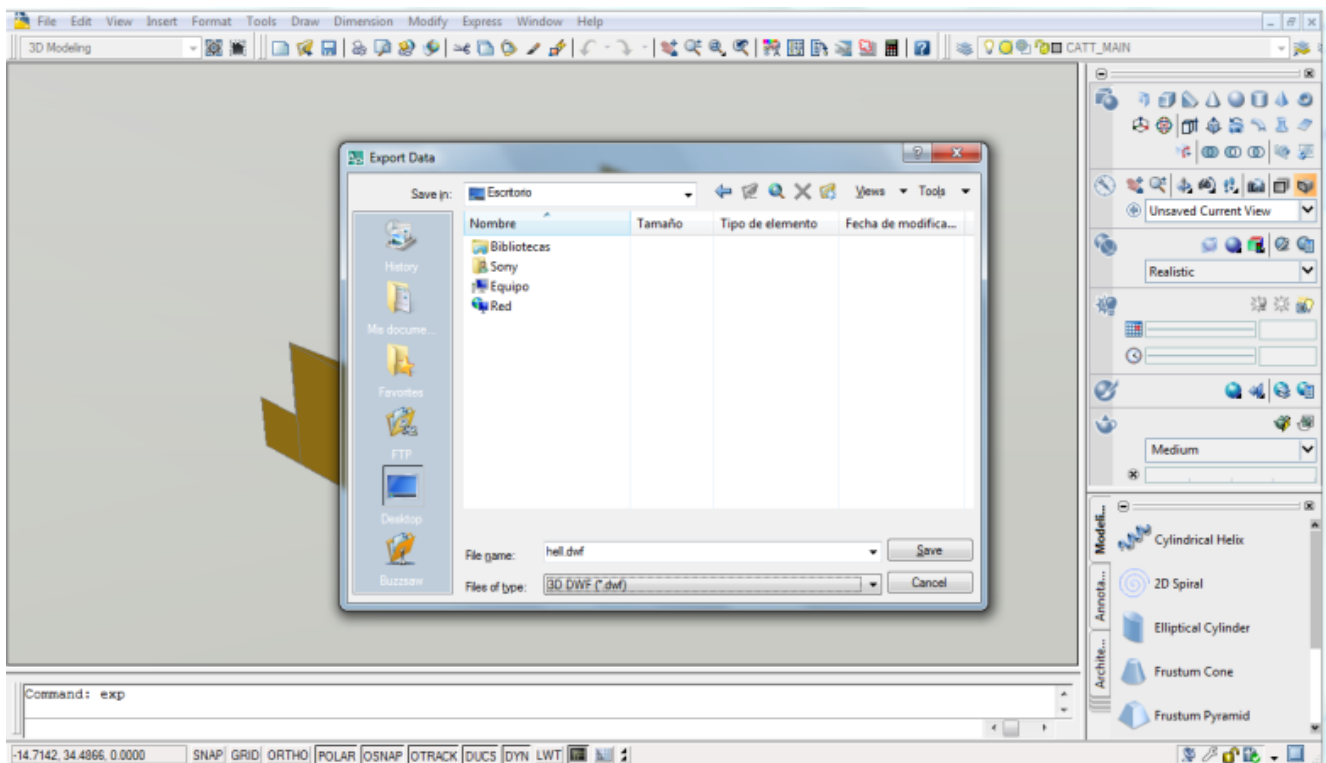 File Edit View Insert Format Tools Draw Dimension Modify Express Window Help
3D Modeling
CATT_MAIN
Export Data
Save in: Escritorio Views Tools
Nombre Tamaño Tipo de elemento Fecha de modifica...
Bibliotecas
Sony
Equipo
Red
History
Mis docume...
Favorites
FTP
Desktop
Buzzsaw
File name: hell.dwf Save
Files of type: 3D DWF (*.dwf) Cancel
Unsaved Current View
Realistic
Medium
Modeli...
Annota...
Archite...
Cylindrical Helix
2D Spiral
Elliptical Cylinder
Frustum Cone
Frustum Pyramid
Command: exp
-14.7142, 34.4866, 0.0000 SNAP GRID ORTHO POLAR OSNAP OTRACK DUCS DYN LWT